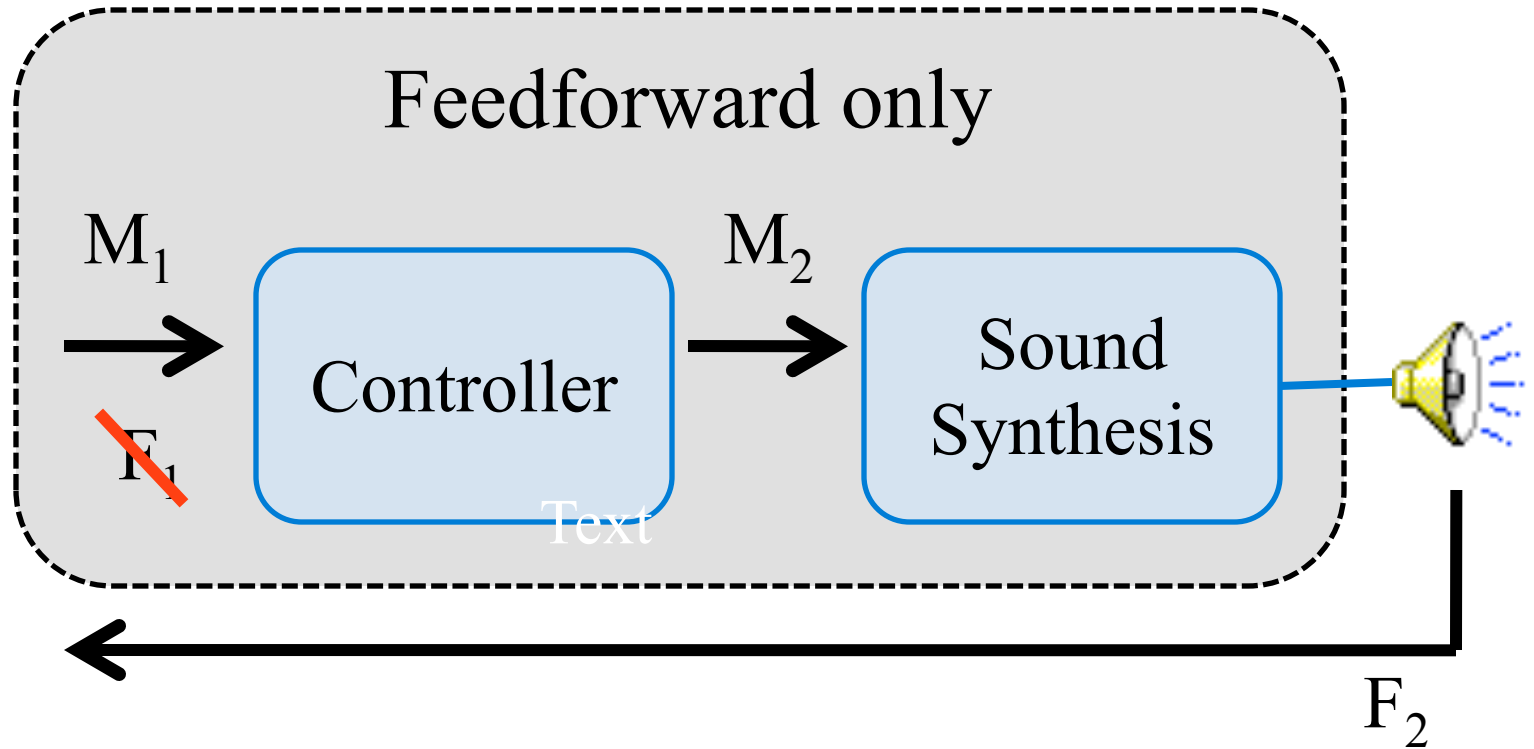 Feedforward only
M₁
M₂
Controller
Sound
Synthesis
F₁
Text
F₂